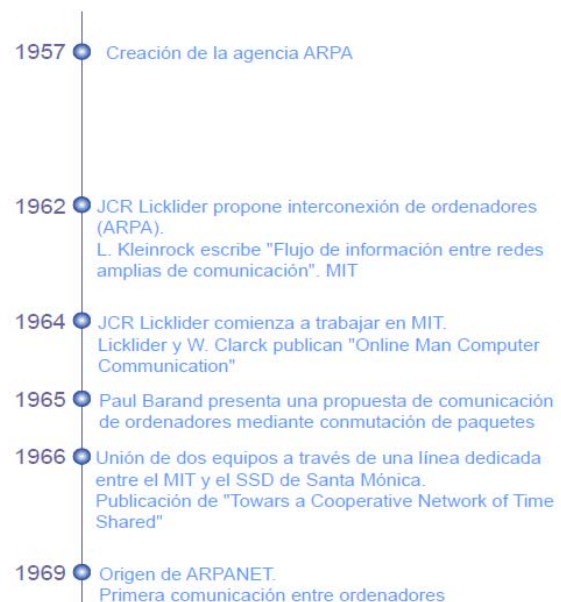 1957 Creación de la agencia ARPA
1962 JCR Licklider propone interconexión de ordenadores
(ARPA).
L. Kleinrock escribe "Flujo de información entre redes
amplias de comunicación". MIT
1964 JCR Licklider comienza a trabajar en MIT.
Licklider y W. Clarck publican "Online Man Computer
Communication"
1965 Paul Barand presenta una propuesta de comunicación
de ordenadores mediante conmutación de paquetes
1966 Unión de dos equipos a través de una línea dedicada
entre el MIT y el SSD de Santa Mónica.
Publicación de "Towars a Cooperative Network of Time
Shared"
1969 Origen de ARPANET.
Primera comunicación entre ordenadores